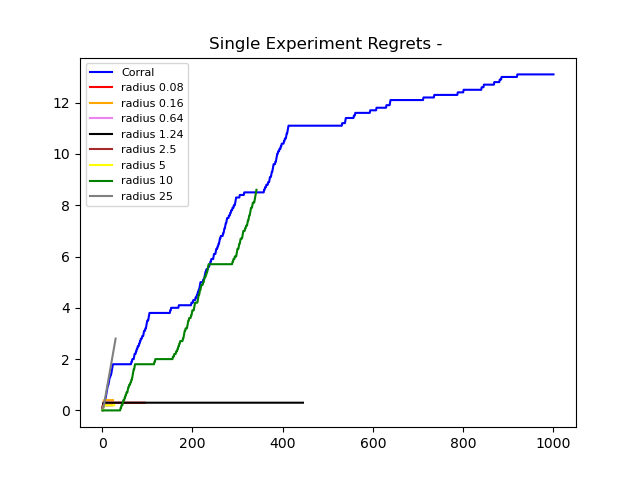 Single Experiment Regrets -
Corral
radius 0.08
radius 0.16
radius 0.64
radius 1.24
radius 2.5
radius 5
radius 10
radius 25
12
10
8
6
4
2
0
0 200 400 600 800 1000